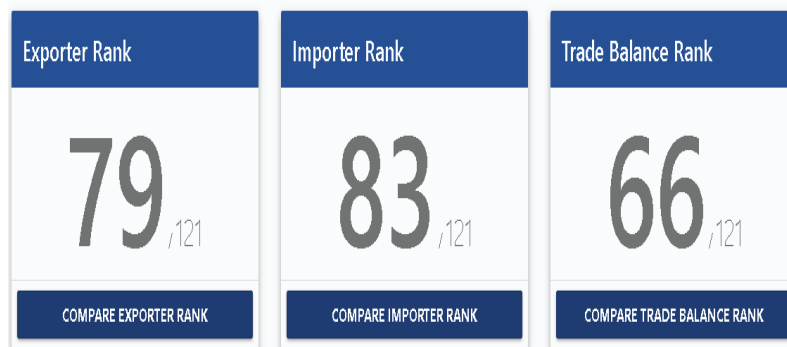 Exporter Rank
79 /121
COMPARE EXPORTER RANK
Importer Rank
83 /121
COMPARE IMPORTER RANK
Trade Balance Rank
66 /121
COMPARE TRADE BALANCE RANK